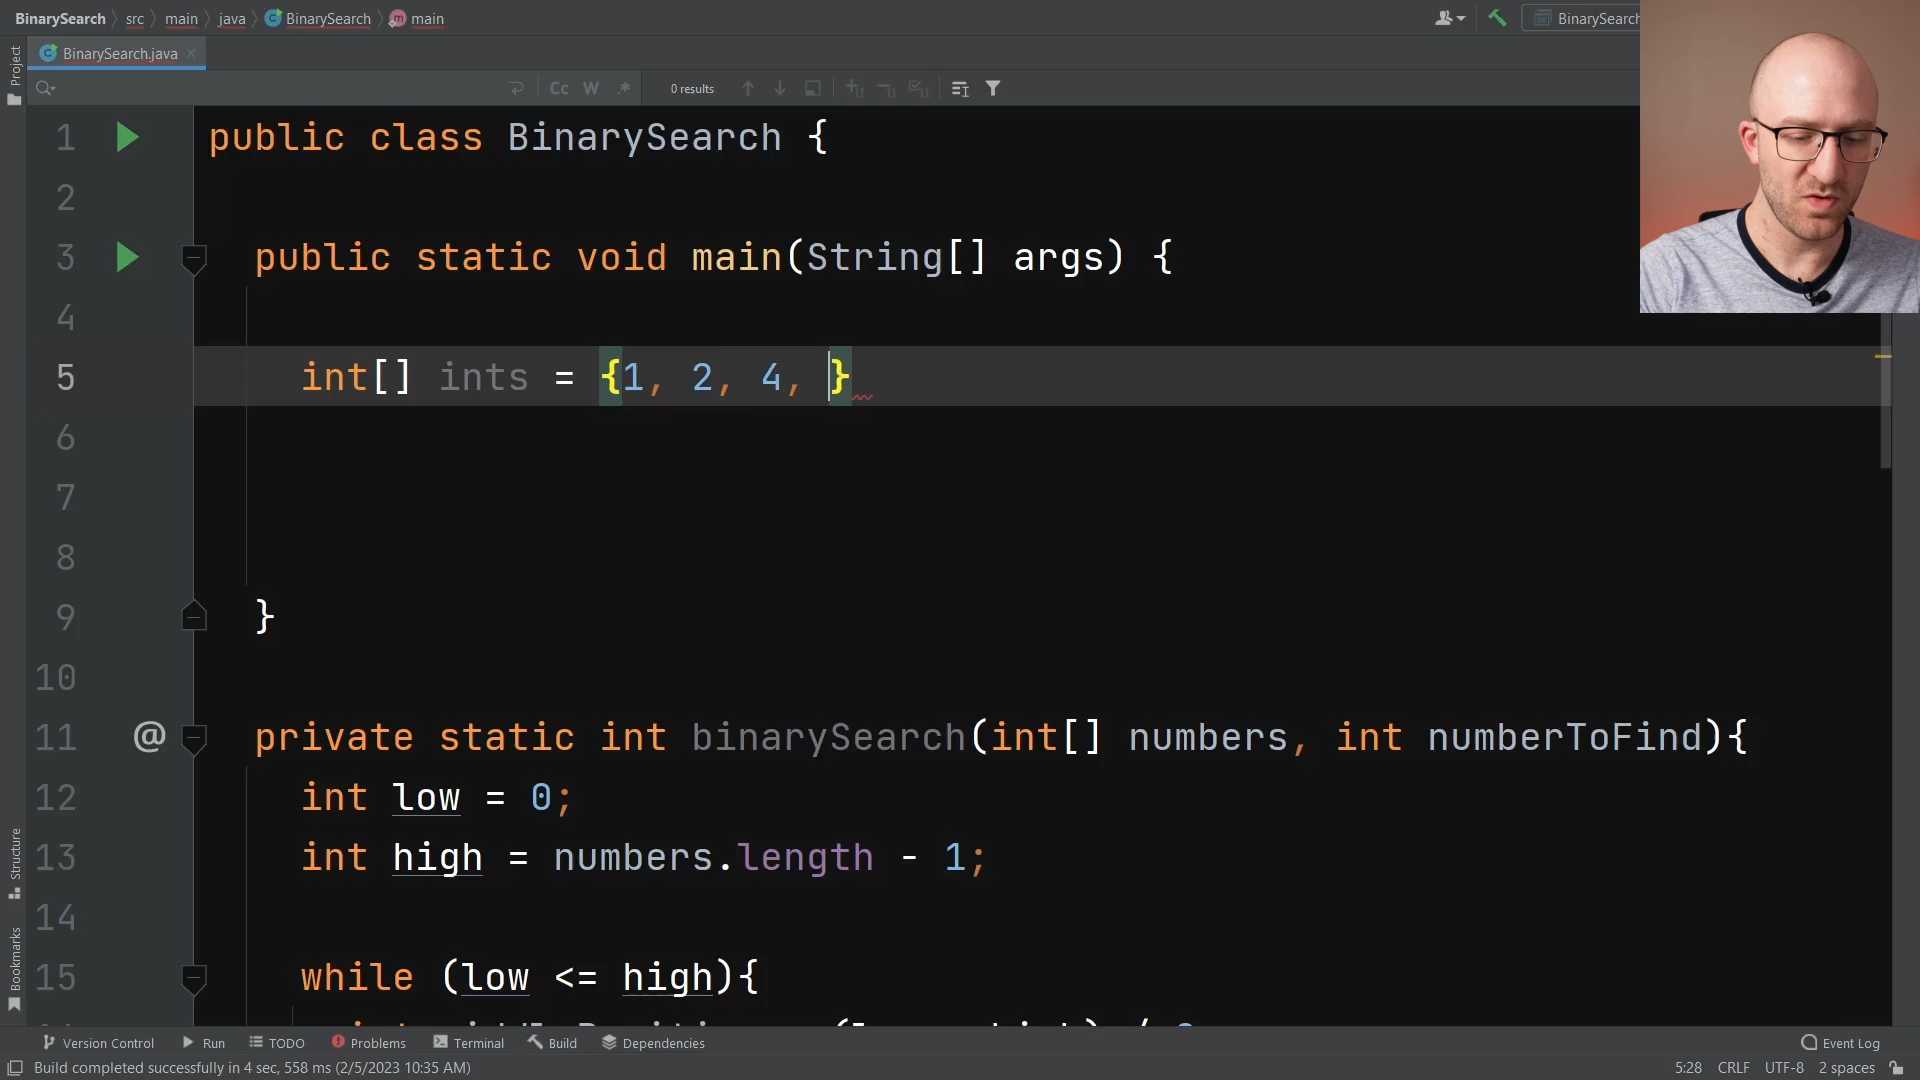 BinarySearch src main java BinarySearch main BinarySearch
Project
BinarySearch.java
Cc W .* 0 results
1 public class BinarySearch {
2
3 public static void main(String[] args) {
4
5 int[] ints = {1, 2, 4, }
6
7
8
9 }
10
11 @ private static int binarySearch(int[] numbers, int numberToFind){
12 int low = 0;
13 int high = numbers.length - 1;
14
15 while (low <= high){
Structure
Bookmarks
Version Control Run TODO Problems Terminal Build Dependencies Event Log
Build completed successfully in 4 sec, 558 ms (2/5/2023 10:35 AM) 5:28 CRLF UTF-8 2 spaces